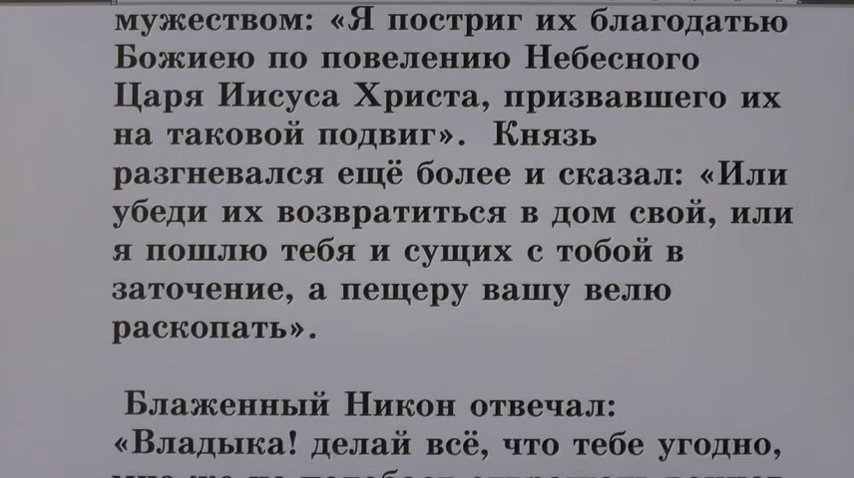 мужеством: «Я постриг их благодатью
Божиею по повелению Небесного
Царя Иисуса Христа, призвавшего их
на таковой подвиг».  Князь
разгневался ещё более и сказал: «Или
убеди их возвратиться в дом свой, или
я пошлю тебя и сущих с тобой в
заточение, а пещеру вашу велю
раскопать».
Блаженный Никон отвечал:
«Владыка! делай всё, что тебе угодно,